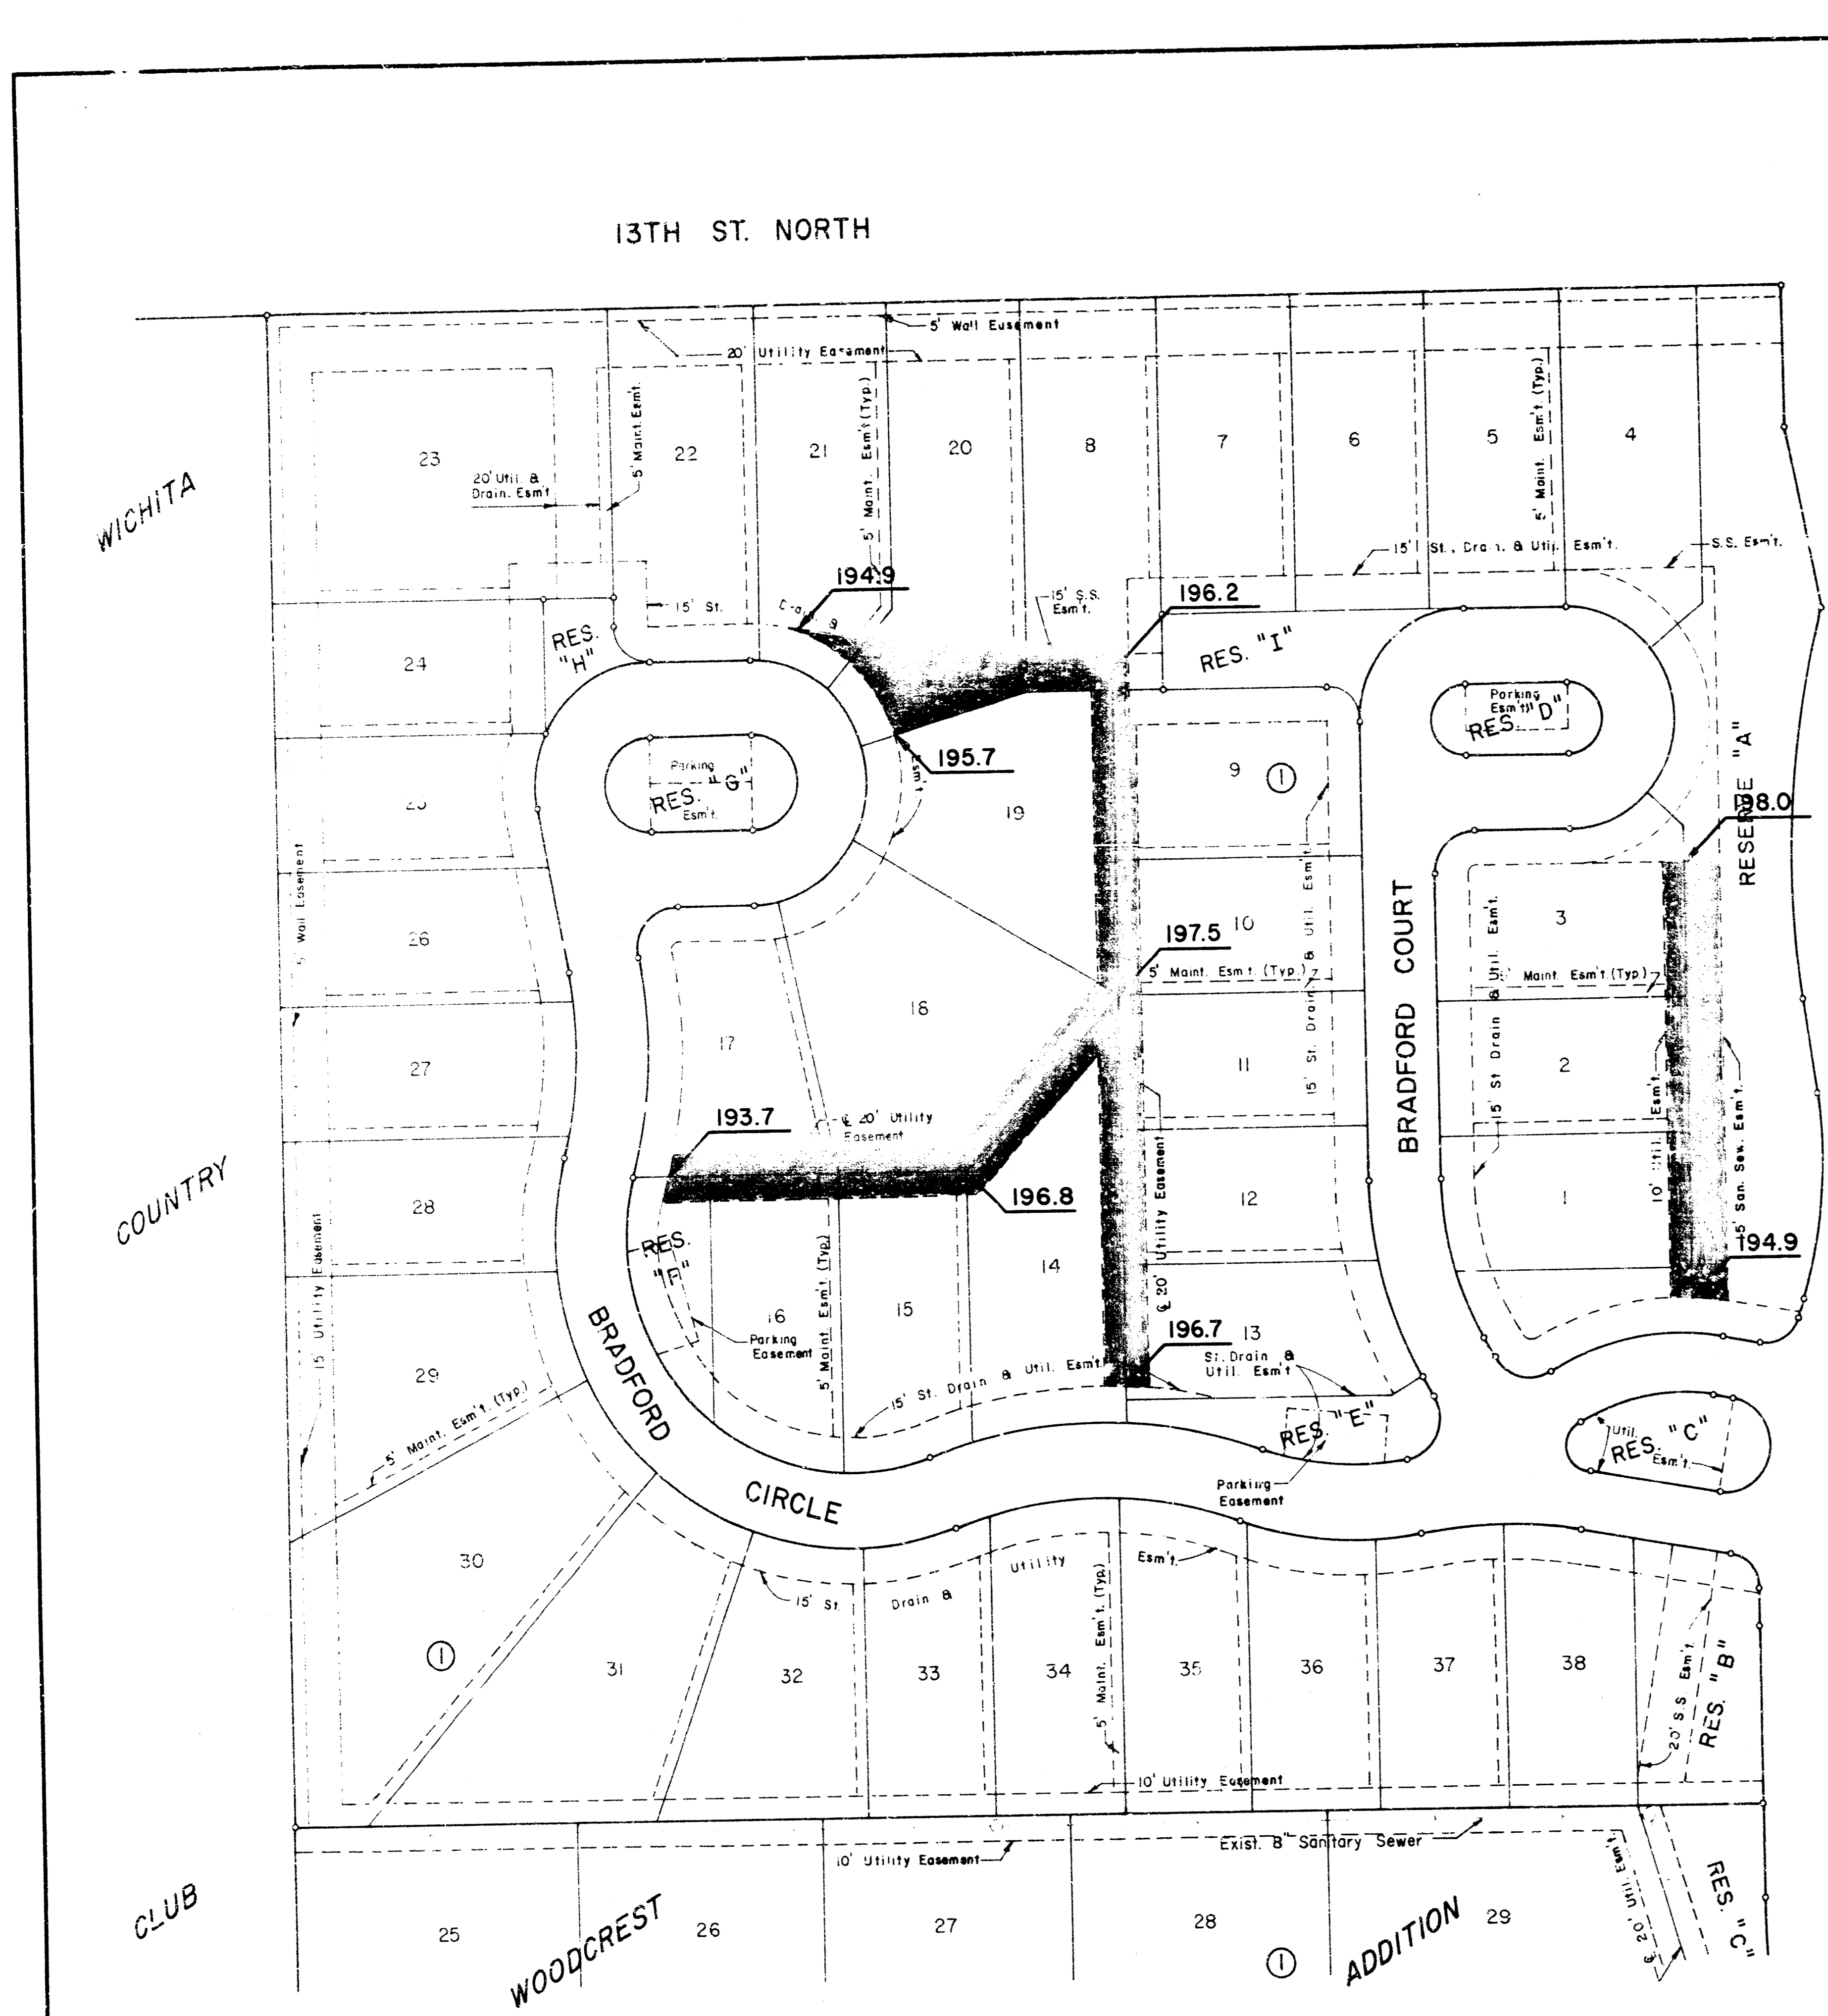 13TH ST. NORTH
5' Wall Easement
20' Utility Easement
23
22
21
20
8
7
6
5
4
5' Maint. Esm't.
5' Maint. Esm't (Typ.)
5' Maint. Esm't. (Typ.)
20' Util. &
Drain. Esm't
WICHITA
15' St., Drain. & Util. Esm't.
S.S. Esm't.
194.9
15' St.
&
15' S.S.
Esm't.
196.2
RES.
"H"
RES. "I"
24
Parking
Esm't
RES. "D"
195.7
Esm't
Parking
RES. "G"
Esm't.
9
1
19
RESERVE "A"
198.0
5' Wall Easement
26
10
15' St. Drain & Util. Esm't.
BRADFORD COURT
3
197.5
5' Maint. Esm't. (Typ.)
15' St Drain & Util. Esm't.
5' Maint. Esm't. (Typ.)
18
17
27
11
2
10' Util. Esm't.
193.7
℄ 20' Utility
Easement
℄ 20' Utility Easement
COUNTRY
28
196.8
12
1
15' San. Sew. Esm't.
194.9
RES.
"F"
14
16
15
5' Maint. Esm't (Typ.)
Parking
Easement
15' Utility Easement
196.7
13
St. Drain &
Util. Esm't
15' St. Drain & Util. Esm't.
29
5' Maint. Esm't. (Typ.)
BRADFORD
CIRCLE
RES. "E"
Parking
Easement
Util.
RES. "C"
Esm't.
30
15' St.
Drain &
Utility
Esm't.
1
31
32
33
34
5' Maint. Esm't. (Typ)
35
36
37
38
20' S.S. Esm't.
RES. "B"
10' Utility Easement
10' Utility Easement
Exist. 8" Sanitary Sewer
℄ 20' Util. Esm't.
RES. "C"
CLUB
25
26
27
28
29
WOODCREST
ADDITION
1